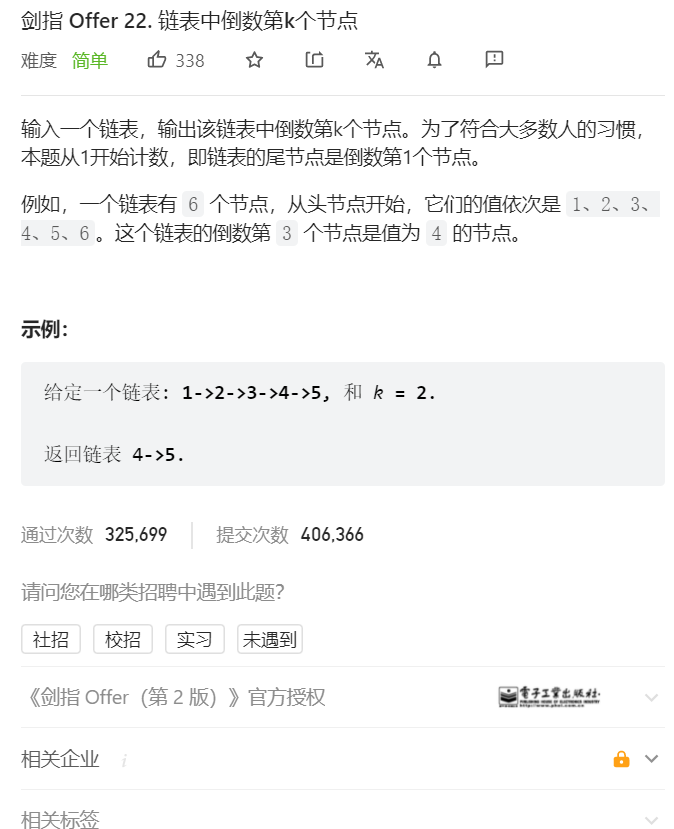 剑指 Offer 22. 链表中倒数第k个节点
难度 简单 338
输入一个链表，输出该链表中倒数第k个节点。为了符合大多数人的习惯，
本题从1开始计数，即链表的尾节点是倒数第1个节点。
例如，一个链表有 6 个节点，从头节点开始，它们的值依次是 1、2、3、
4、5、6。这个链表的倒数第 3 个节点是值为 4 的节点。
示例：
给定一个链表: 1->2->3->4->5, 和 k = 2.
返回链表 4->5.
通过次数 325,699 提交次数 406,366
请问您在哪类招聘中遇到此题？
社招 校招 实习 未遇到
《剑指 Offer（第 2 版）》官方授权 电子工业出版社
相关企业 i
相关标签